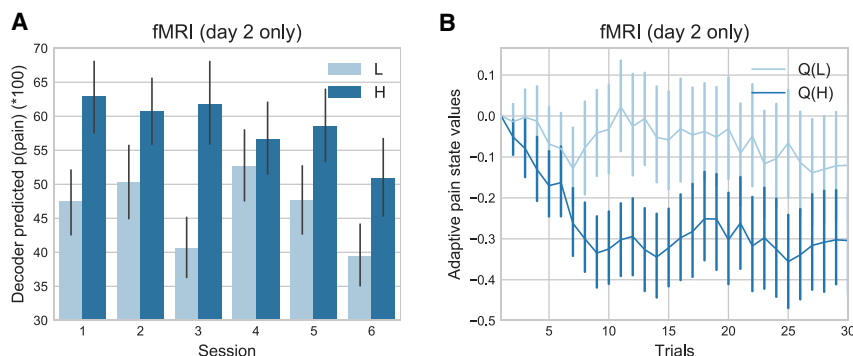 A
fMRI (day 2 only)
Decoder predicted p(pain) (*100)
70
65
60
55
50
45
40
35
30
L
H
1 2 3 4 5 6
Session
B
fMRI (day 2 only)
Adaptive pain state values
0.1
0.0
−0.1
−0.2
−0.3
−0.4
−0.5
Q(L)
Q(H)
5 10 15 20 25 30
Trials